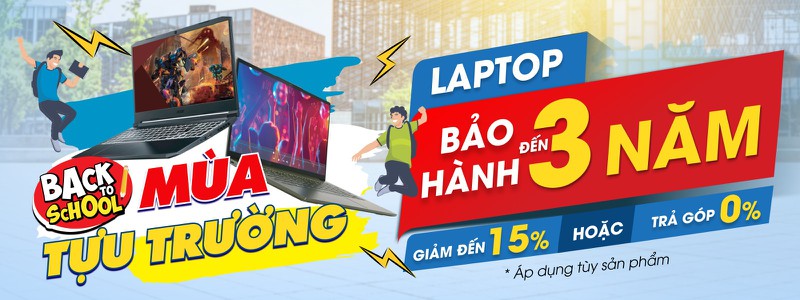 BACK
TO
SCHOOL!
MÙA
TỰU TRƯỜNG
LAPTOP
BẢO
HÀNH ĐẾN 3 NĂM
GIẢM ĐẾN 15% HOẶC TRẢ GÓP 0%
* Áp dụng tùy sản phẩm